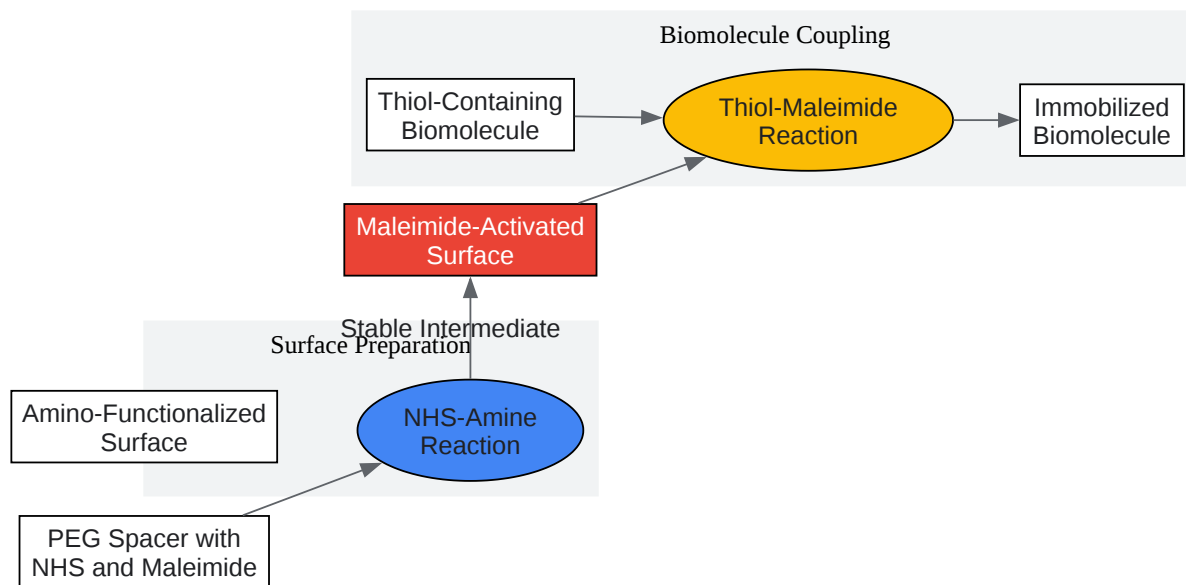 Biomolecule Coupling
Thiol-Containing
Biomolecule
Thiol-Maleimide
Reaction
Immobilized
Biomolecule
Maleimide-Activated
Surface
Stable Intermediate
Surface Preparation
Amino-Functionalized
Surface
NHS-Amine
Reaction
PEG Spacer with
NHS and Maleimide